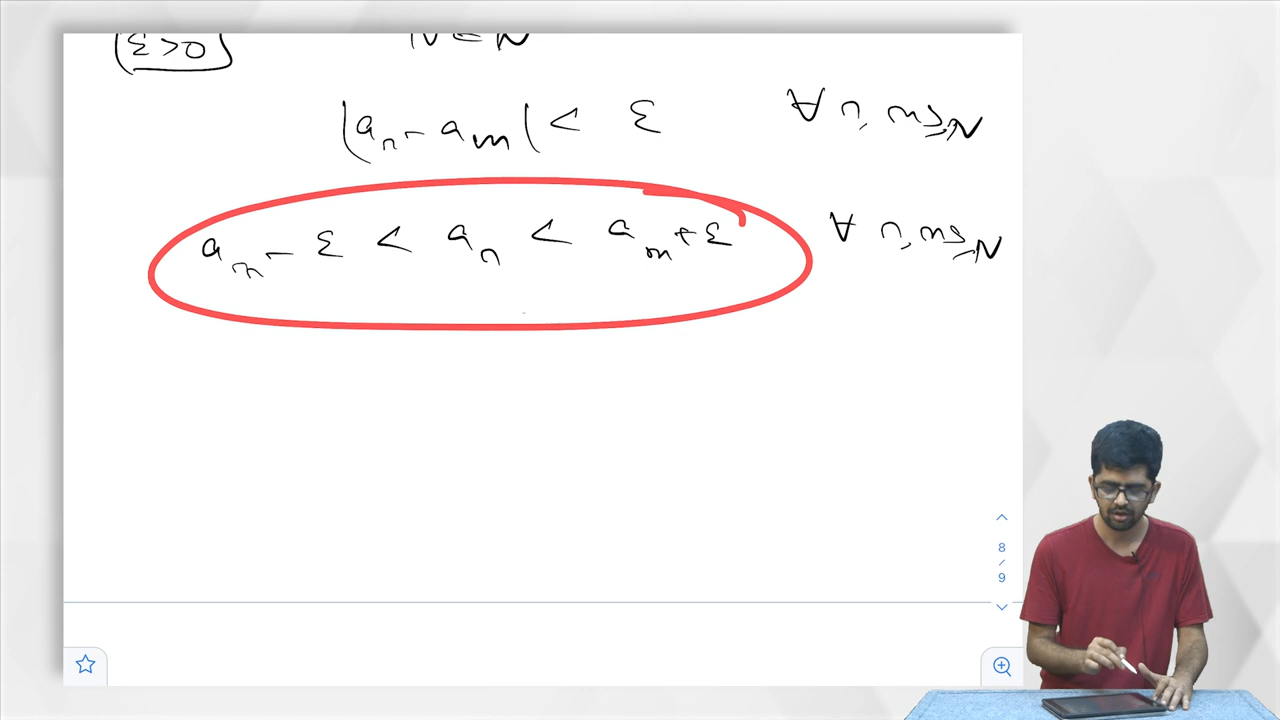 (ε>0)
N ∈ N
|aₙ - aₘ| < ε ∀ n, m ≥ N
aₘ - ε < aₙ < aₘ + ε ∀ n, m ≥ N
8
/
9